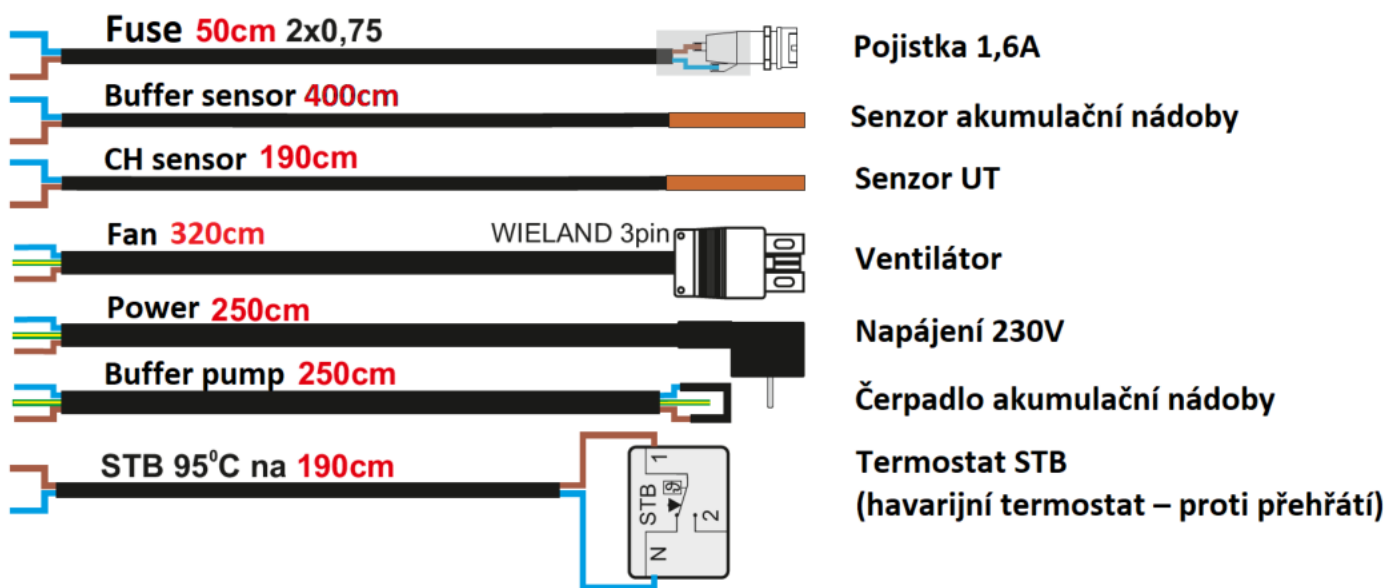 Fuse 50cm 2x0,75
Pojistka 1,6A
Buffer sensor 400cm
Senzor akumulační nádoby
CH sensor 190cm
Senzor UT
Fan 320cm
WIELAND 3pin
Ventilátor
Power 250cm
Napájení 230V
Buffer pump 250cm
Čerpadlo akumulační nádoby
STB 95⁰C na 190cm
1
STB
2
N
Termostat STB
(havarijní termostat – proti přehřátí)